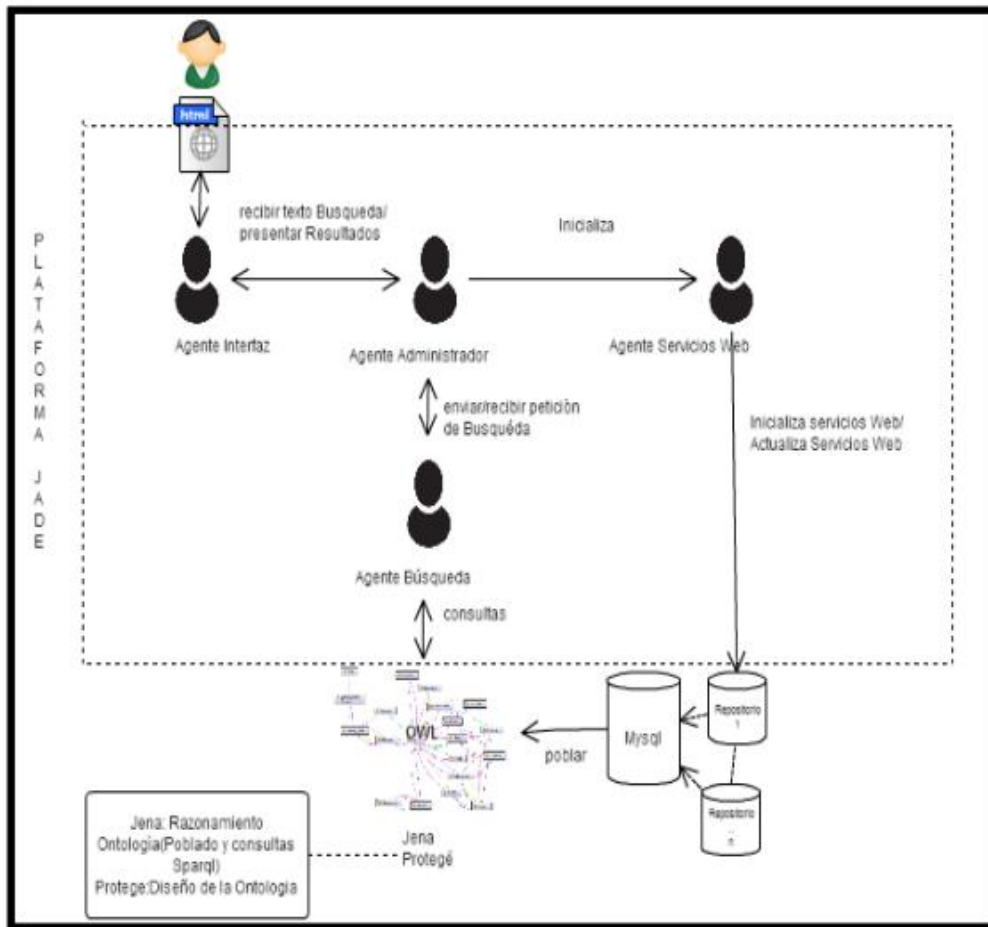 html
recibir texto Busqueda/
presentar Resultados
Inicializa
PLATAFORMA JADE
Agente Interfaz
Agente Administrador
Agente Servicios Web
enviar/recibir petición
de Busquéda
Inicializa servicios Web/
Actualiza Servicios Web
Agente Búsqueda
consultas
OWL
Mysql
Repositorio
1
poblar
Repositorio
n
Jena
Protegé
Jena: Razonamiento
Ontología(Poblado y consultas
Sparql)
Protege:Diseño de la Ontologia